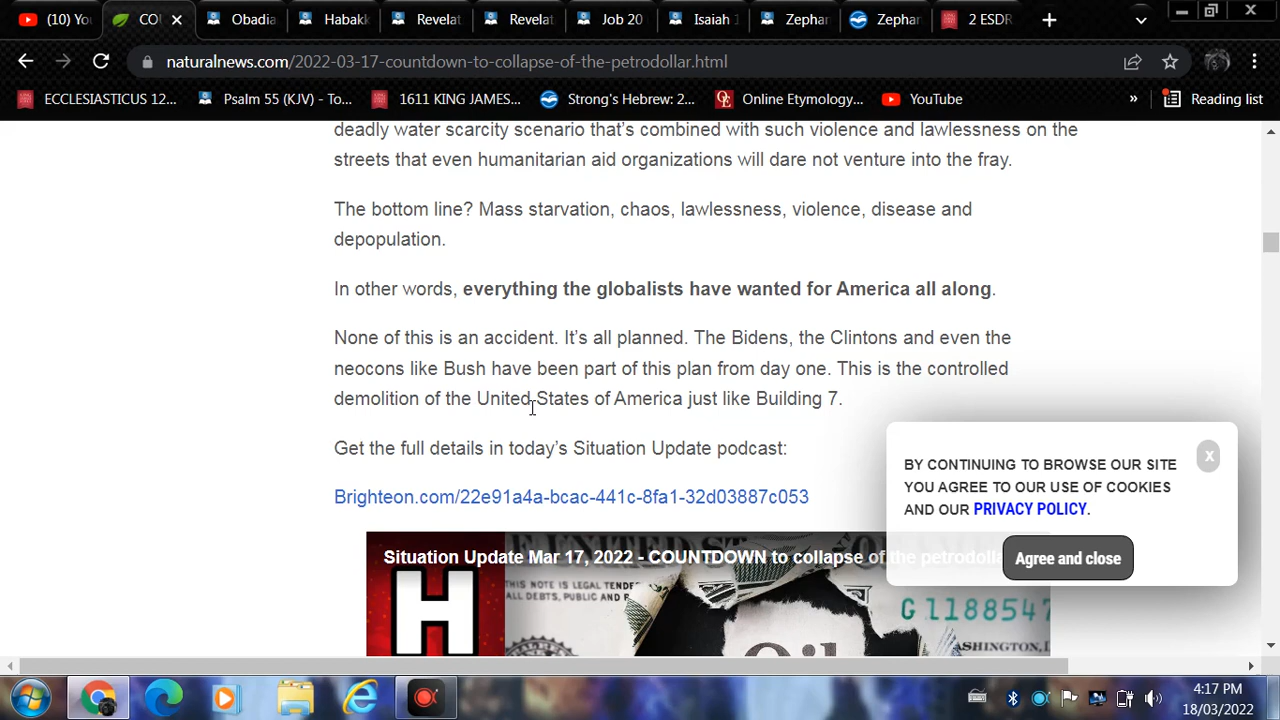 (10) You
COU
Obadia
Habakk
Revelat
Revelat
Job 20
Isaiah 1
Zephan
Zephan
2 ESDR
naturalnews.com/2022-03-17-countdown-to-collapse-of-the-petrodollar.html
ECCLESIASTICUS 12...
Psalm 55 (KJV) - To...
1611 KING JAMES...
Strong's Hebrew: 2...
OE
Online Etymology...
YouTube
»
Reading list
deadly water scarcity scenario that's combined with such violence and lawlessness on the
streets that even humanitarian aid organizations will dare not venture into the fray.
The bottom line? Mass starvation, chaos, lawlessness, violence, disease and
depopulation.
In other words, everything the globalists have wanted for America all along.
None of this is an accident. It's all planned. The Bidens, the Clintons and even the
neocons like Bush have been part of this plan from day one. This is the controlled
demolition of the United States of America just like Building 7.
Get the full details in today's Situation Update podcast:
Brighteon.com/22e91a4a-bcac-441c-8fa1-32d03887c053
BY CONTINUING TO BROWSE OUR SITE
YOU AGREE TO OUR USE OF COOKIES
AND OUR PRIVACY POLICY.
X
Agree and close
Situation Update Mar 17, 2022 - COUNTDOWN to collapse of the petrodolla
H
THIS NOTE IS LEGAL TENDE
ALL DEBTS, PUBLIC AND
G 1188547
WASHINGTON,
Oil
4:17 PM
18/03/2022